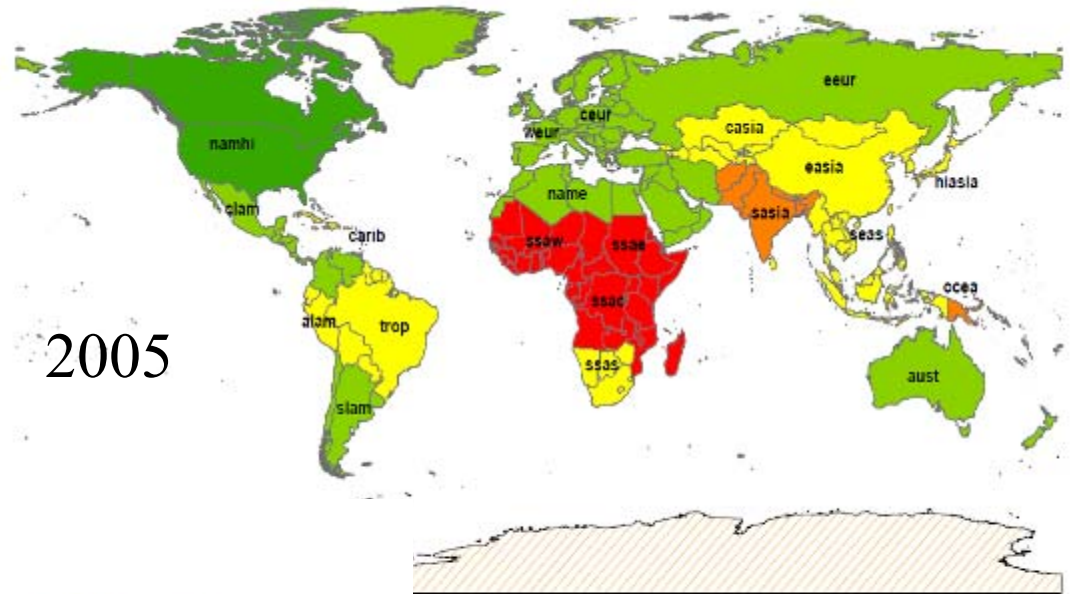 eeur
ceur
weur
casia
namhi
easia
hiasia
name
clam
sasia
carib
ssaw
ssae
seas
ssac
ocea
alam
trop
2005
ssas
aust
slam